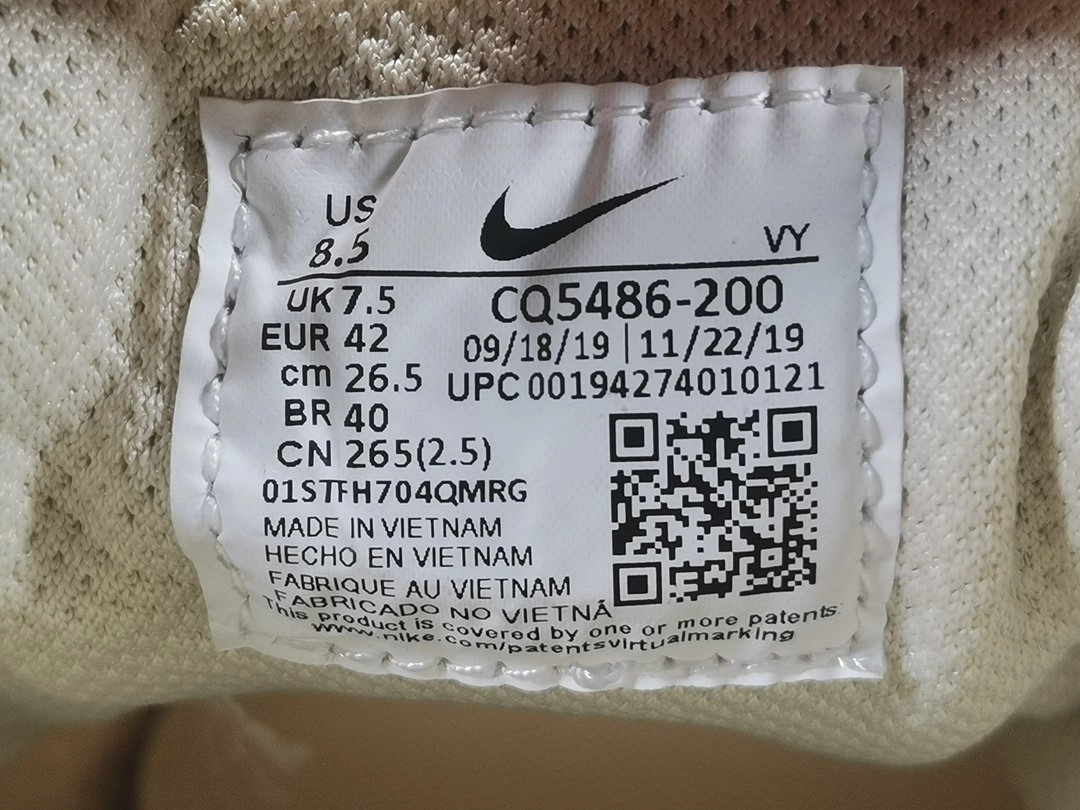 US
8.5
VY
UK 7.5
CQ5486-200
EUR 42
09/18/19 | 11/22/19
cm 26.5
UPC 00194274010121
BR 40
CN 265(2.5)
01STFH704QMRG
MADE IN VIETNAM
HECHO EN VIETNAM
FABRIQUE AU VIETNAM
FABRICADO NO VIETNÃ
This product is covered by one or more patents:
www.nike.com/patentsvirtualmarking